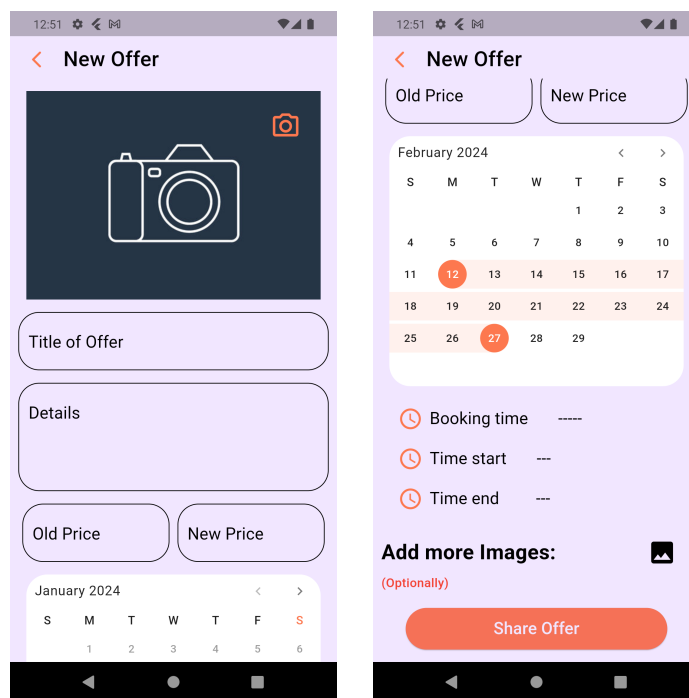 12:51
New Offer
Title of Offer
Details
Old Price New Price
January 2024
S M T W T F S
1 2 3 4 5 6
12:51
New Offer
Old Price New Price
February 2024
S M T W T F S
1 2 3
4 5 6 7 8 9 10
11 12 13 14 15 16 17
18 19 20 21 22 23 24
25 26 27 28 29
Booking time -----
Time start ---
Time end ---
Add more Images:
(Optionally)
Share Offer